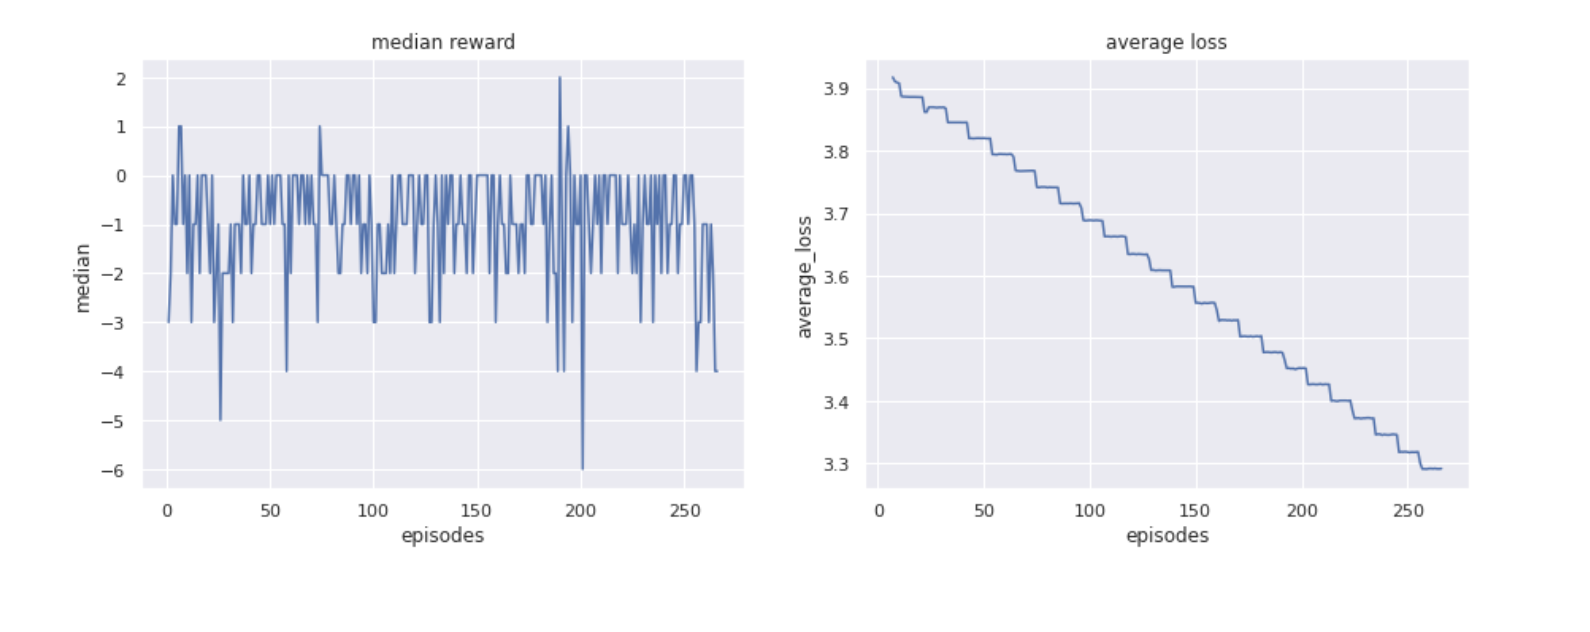 median reward
median
2
1
0
−1
−2
−3
−4
−5
−6
0 50 100 150 200 250
episodes
average loss
average_loss
3.9
3.8
3.7
3.6
3.5
3.4
3.3
0 50 100 150 200 250
episodes